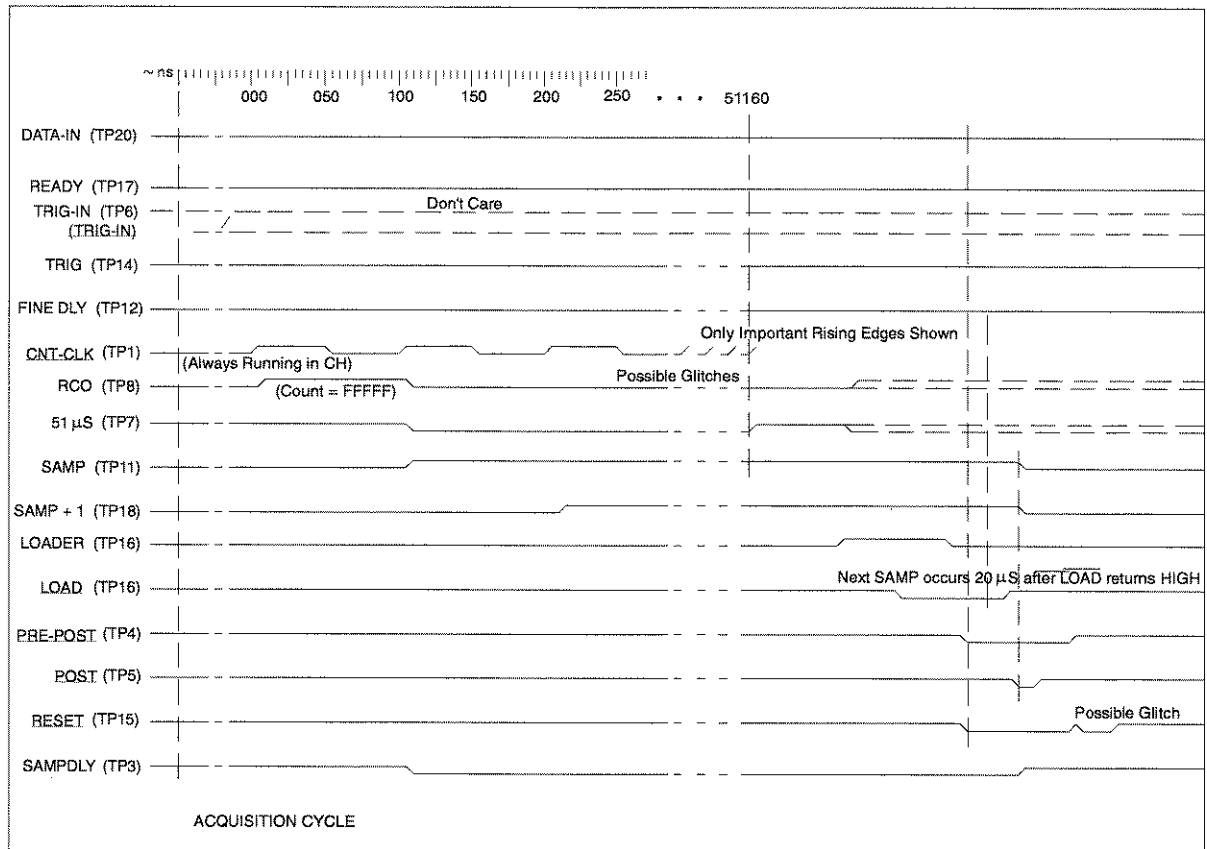 ~ ns
000 050 100 150 200 250 • • • 51160
DATA-IN (TP20)
READY (TP17)
TRIG-IN (TP6) Don't Care
(TRIG-IN)
TRIG (TP14)
FINE DLY (TP12)
Only Important Rising Edges Shown
CNT-CLK (TP1)
(Always Running in CH)
RCO (TP8) Possible Glitches
(Count = FFFFF)
51 µS (TP7)
SAMP (TP11)
SAMP + 1 (TP18)
LOADER (TP16)
LOAD (TP16) Next SAMP occurs 20 µS after LOAD returns HIGH
PRE-POST (TP4)
POST (TP5)
RESET (TP15) Possible Glitch
SAMPDLY (TP3)
ACQUISITION CYCLE